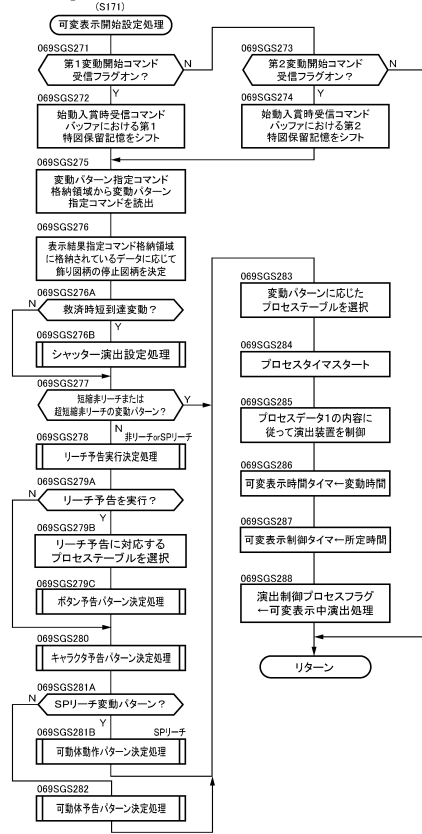 (S171)
可変表示開始設定処理
069SGS271
第1変動開始コマンド
受信フラグオン?
N
Y
069SGS273
第2変動開始コマンド
受信フラグオン?
N
Y
069SGS272
始動入賞時受信コマンド
バッファにおける第1
特図保留記憶をシフト
069SGS274
始動入賞時受信コマンド
バッファにおける第2
特図保留記憶をシフト
069SGS275
変動パターン指定コマンド
格納領域から変動パターン
指定コマンドを読出
069SGS276
表示結果指定コマンド格納領域
に格納されているデータに応じて
飾り図柄の停止図柄を決定
069SGS276A
救済時短到達変動?
N
Y
069SGS276B
シャッター演出設定処理
069SGS277
短縮非リーチまたは
超短縮非リーチの変動パターン?
Y
N
非リーチorSPリーチ
069SGS278
リーチ予告実行決定処理
069SGS279A
リーチ予告を実行?
N
Y
069SGS279B
リーチ予告に対応する
プロセステーブルを選択
069SGS279C
ボタン予告パターン決定処理
069SGS280
キャラクタ予告パターン決定処理
069SGS281A
SPリーチ変動パターン?
N
Y
069SGS281B
SPリーチ
可動体動作パターン決定処理
069SGS282
可動体予告パターン決定処理
069SGS283
変動パターンに応じた
プロセステーブルを選択
069SGS284
プロセスタイマスタート
069SGS285
プロセスデータ1の内容に
従って演出装置を制御
069SGS286
可変表示時間タイマ←変動時間
069SGS287
可変表示制御タイマ←所定時間
069SGS288
演出制御プロセスフラグ
←可変表示中演出処理
リターン